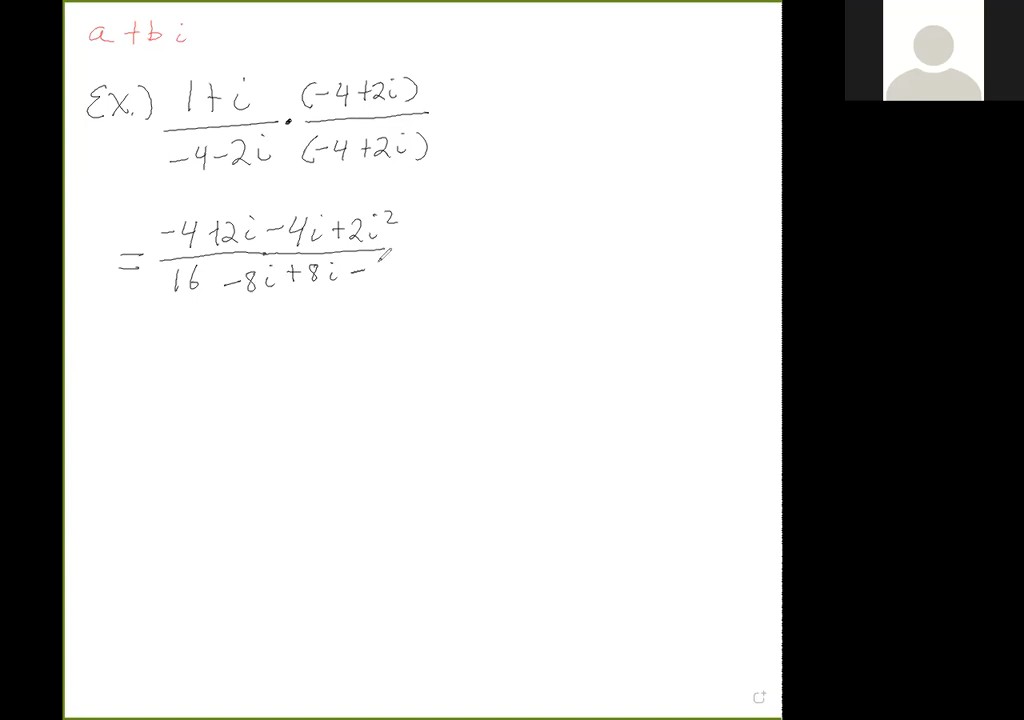 a + b i
Ex.) 1 + i / -4 - 2i · (-4 + 2i) / (-4 + 2i)
= -4 + 2i - 4i + 2i² / 16 - 8i + 8i -